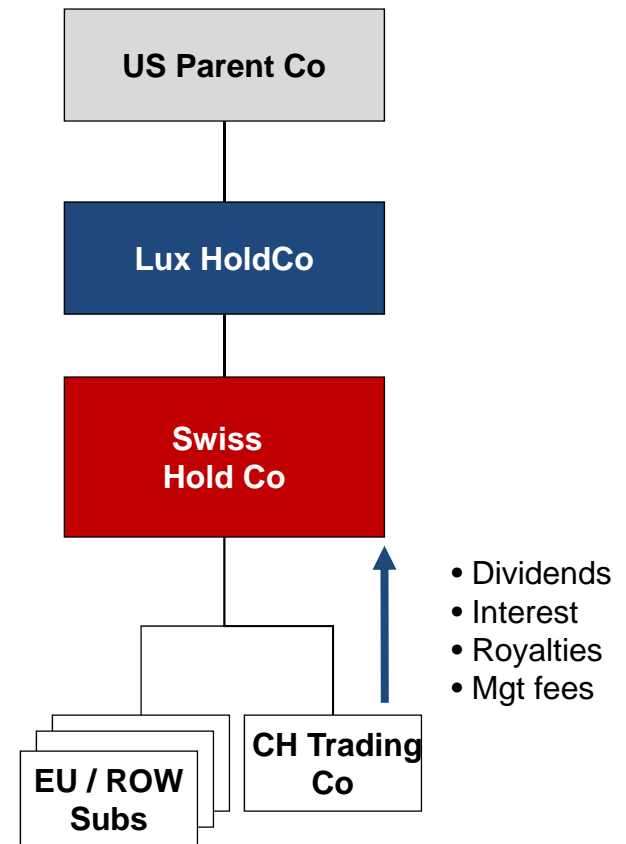 US Parent Co
Lux HoldCo
Swiss
Hold Co
• Dividends
• Interest
• Royalties
• Mgt fees
CH Trading
Co
EU / ROW
Subs